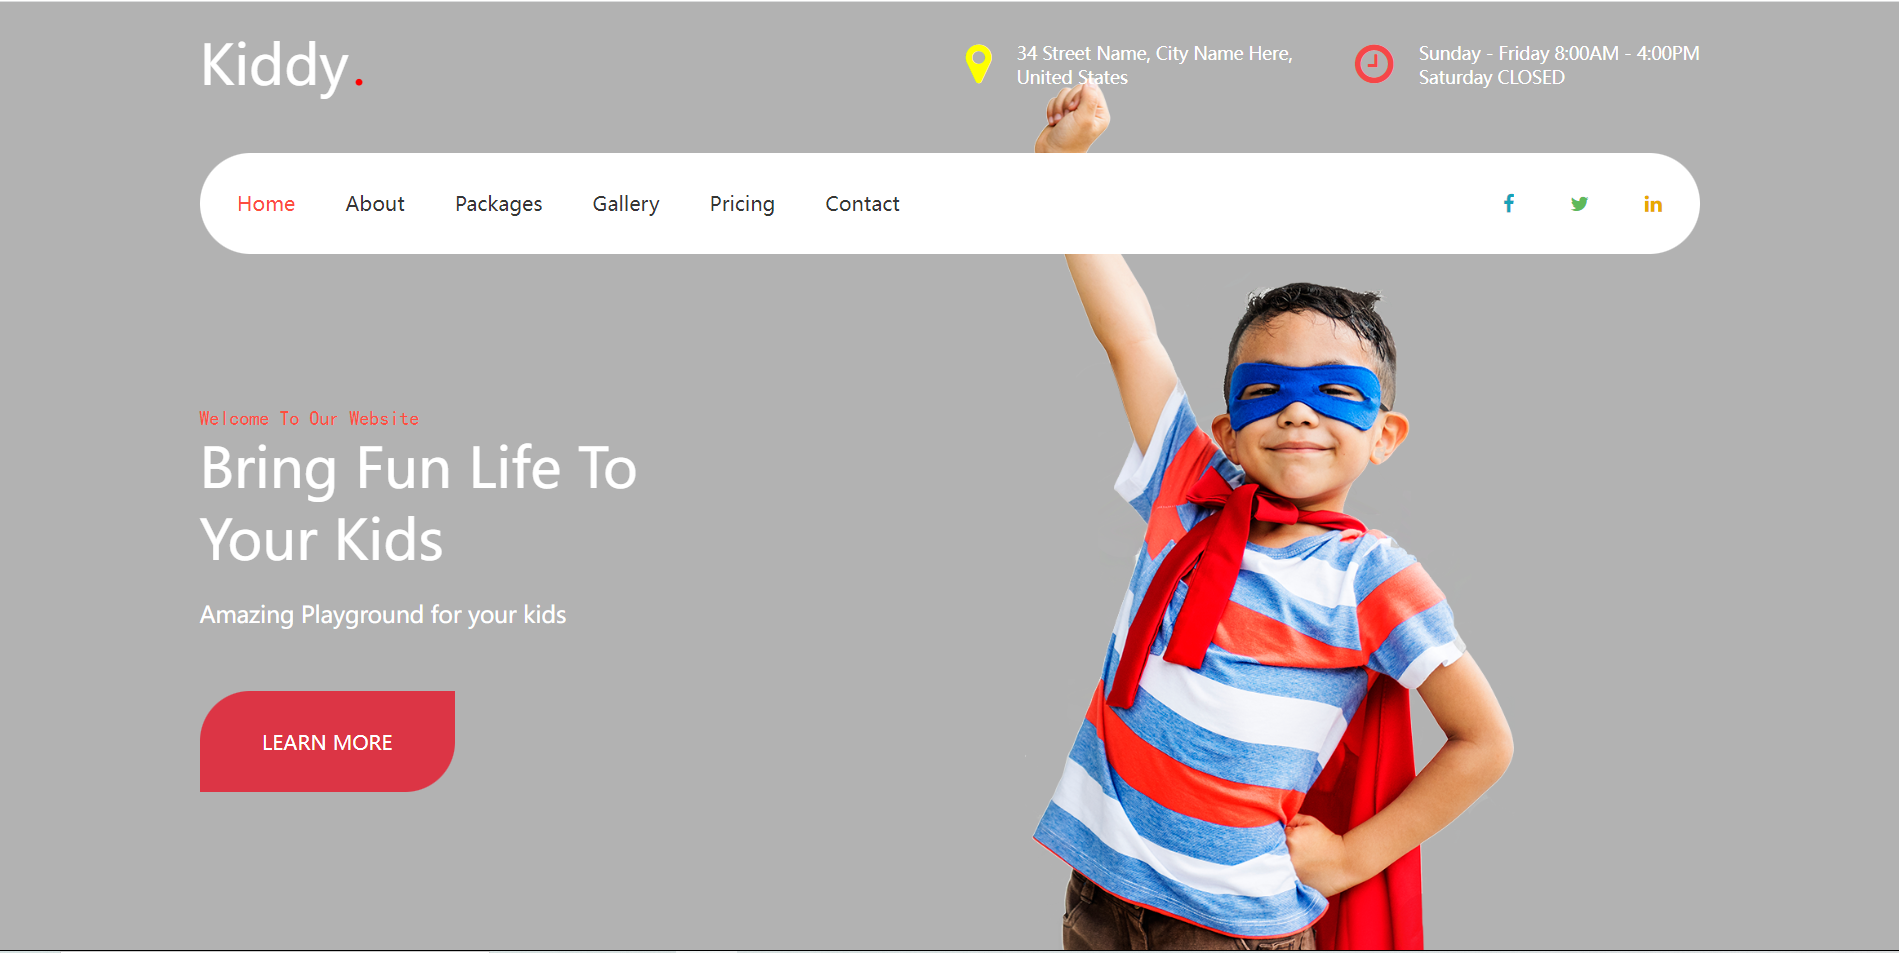 Kiddy.
34 Street Name, City Name Here,
United States
Sunday - Friday 8:00AM - 4:00PM
Saturday CLOSED
Home About Packages Gallery Pricing Contact
Welcome To Our Website
Bring Fun Life To
Your Kids
Amazing Playground for your kids
LEARN MORE